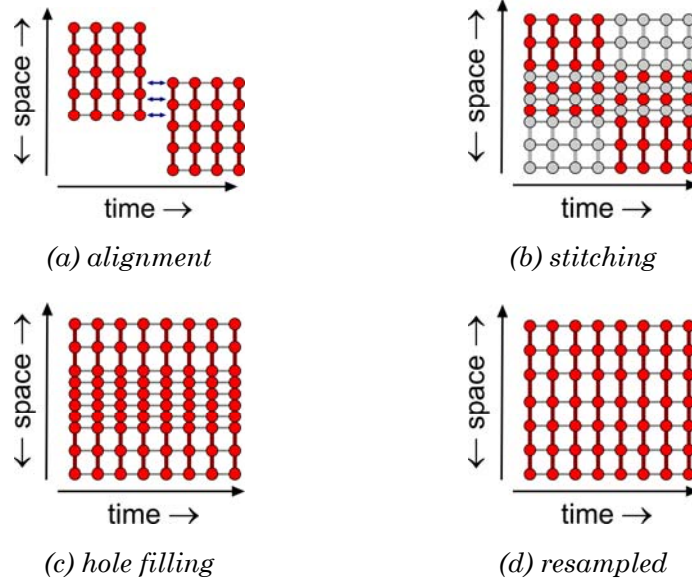 ← space →
time →
(a) alignment
← space →
time →
(b) stitching
← space →
time →
(c) hole filling
← space →
time →
(d) resampled